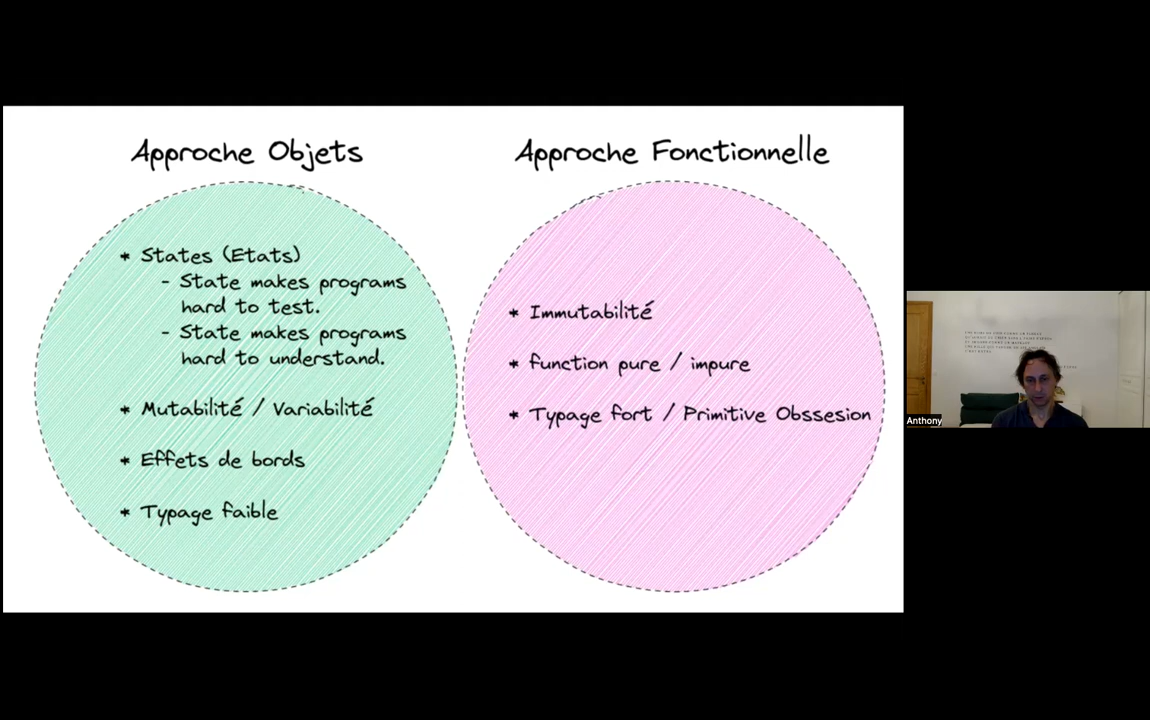 Approche Objets
* States (Etats)
- State makes programs
hard to test.
- State makes programs
hard to understand.
* Mutabilité / Variabilité
* Effets de bords
* Typage faible
Approche Fonctionnelle
* Immutabilité
* function pure / impure
* Typage fort / Primitive Obssesion
Anthony